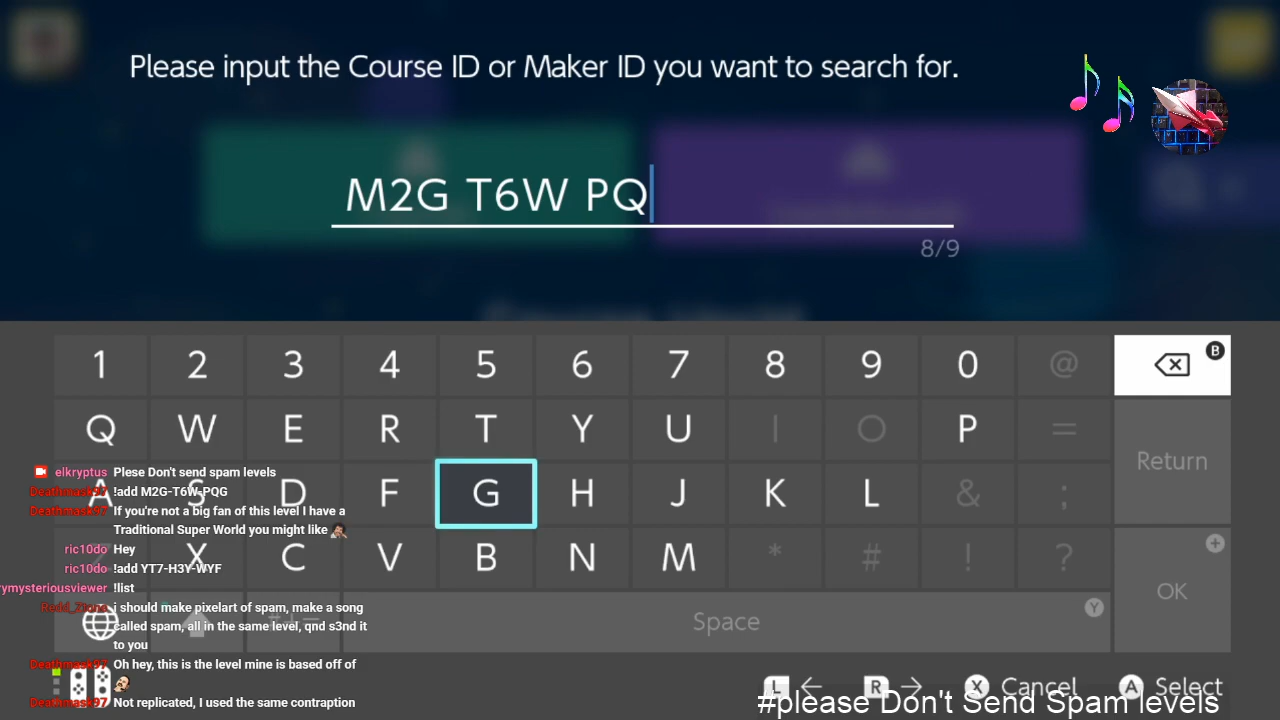 Please input the Course ID or Maker ID you want to search for.
M2G T6W PQ
8/9
1 2 3 4 5 6 7 8 9 0 @ B
Q W E R T Y U I O P =
Return
A S D F G H J K L & ;
Z X C V B N M * # ! ? +
OK
Space Y
elkryptus Plese Don't send spam levels
Deathmask97 !add M2G-T6W-PQG
Deathmask97 If you're not a big fan of this level I have a
Traditional Super World you might like
ric10do Hey
ric10do !add YT7-H3Y-WYF
rymysteriousviewer !list
i should make pixelart of spam, make a song
called spam, all in the same level, qnd s3nd it
to you
Deathmask97 Oh hey, this is the level mine is based off of
Deathmask97 Not replicated, I used the same contraption
L ← R → X Cancel A Select
#please Don't Send Spam levels